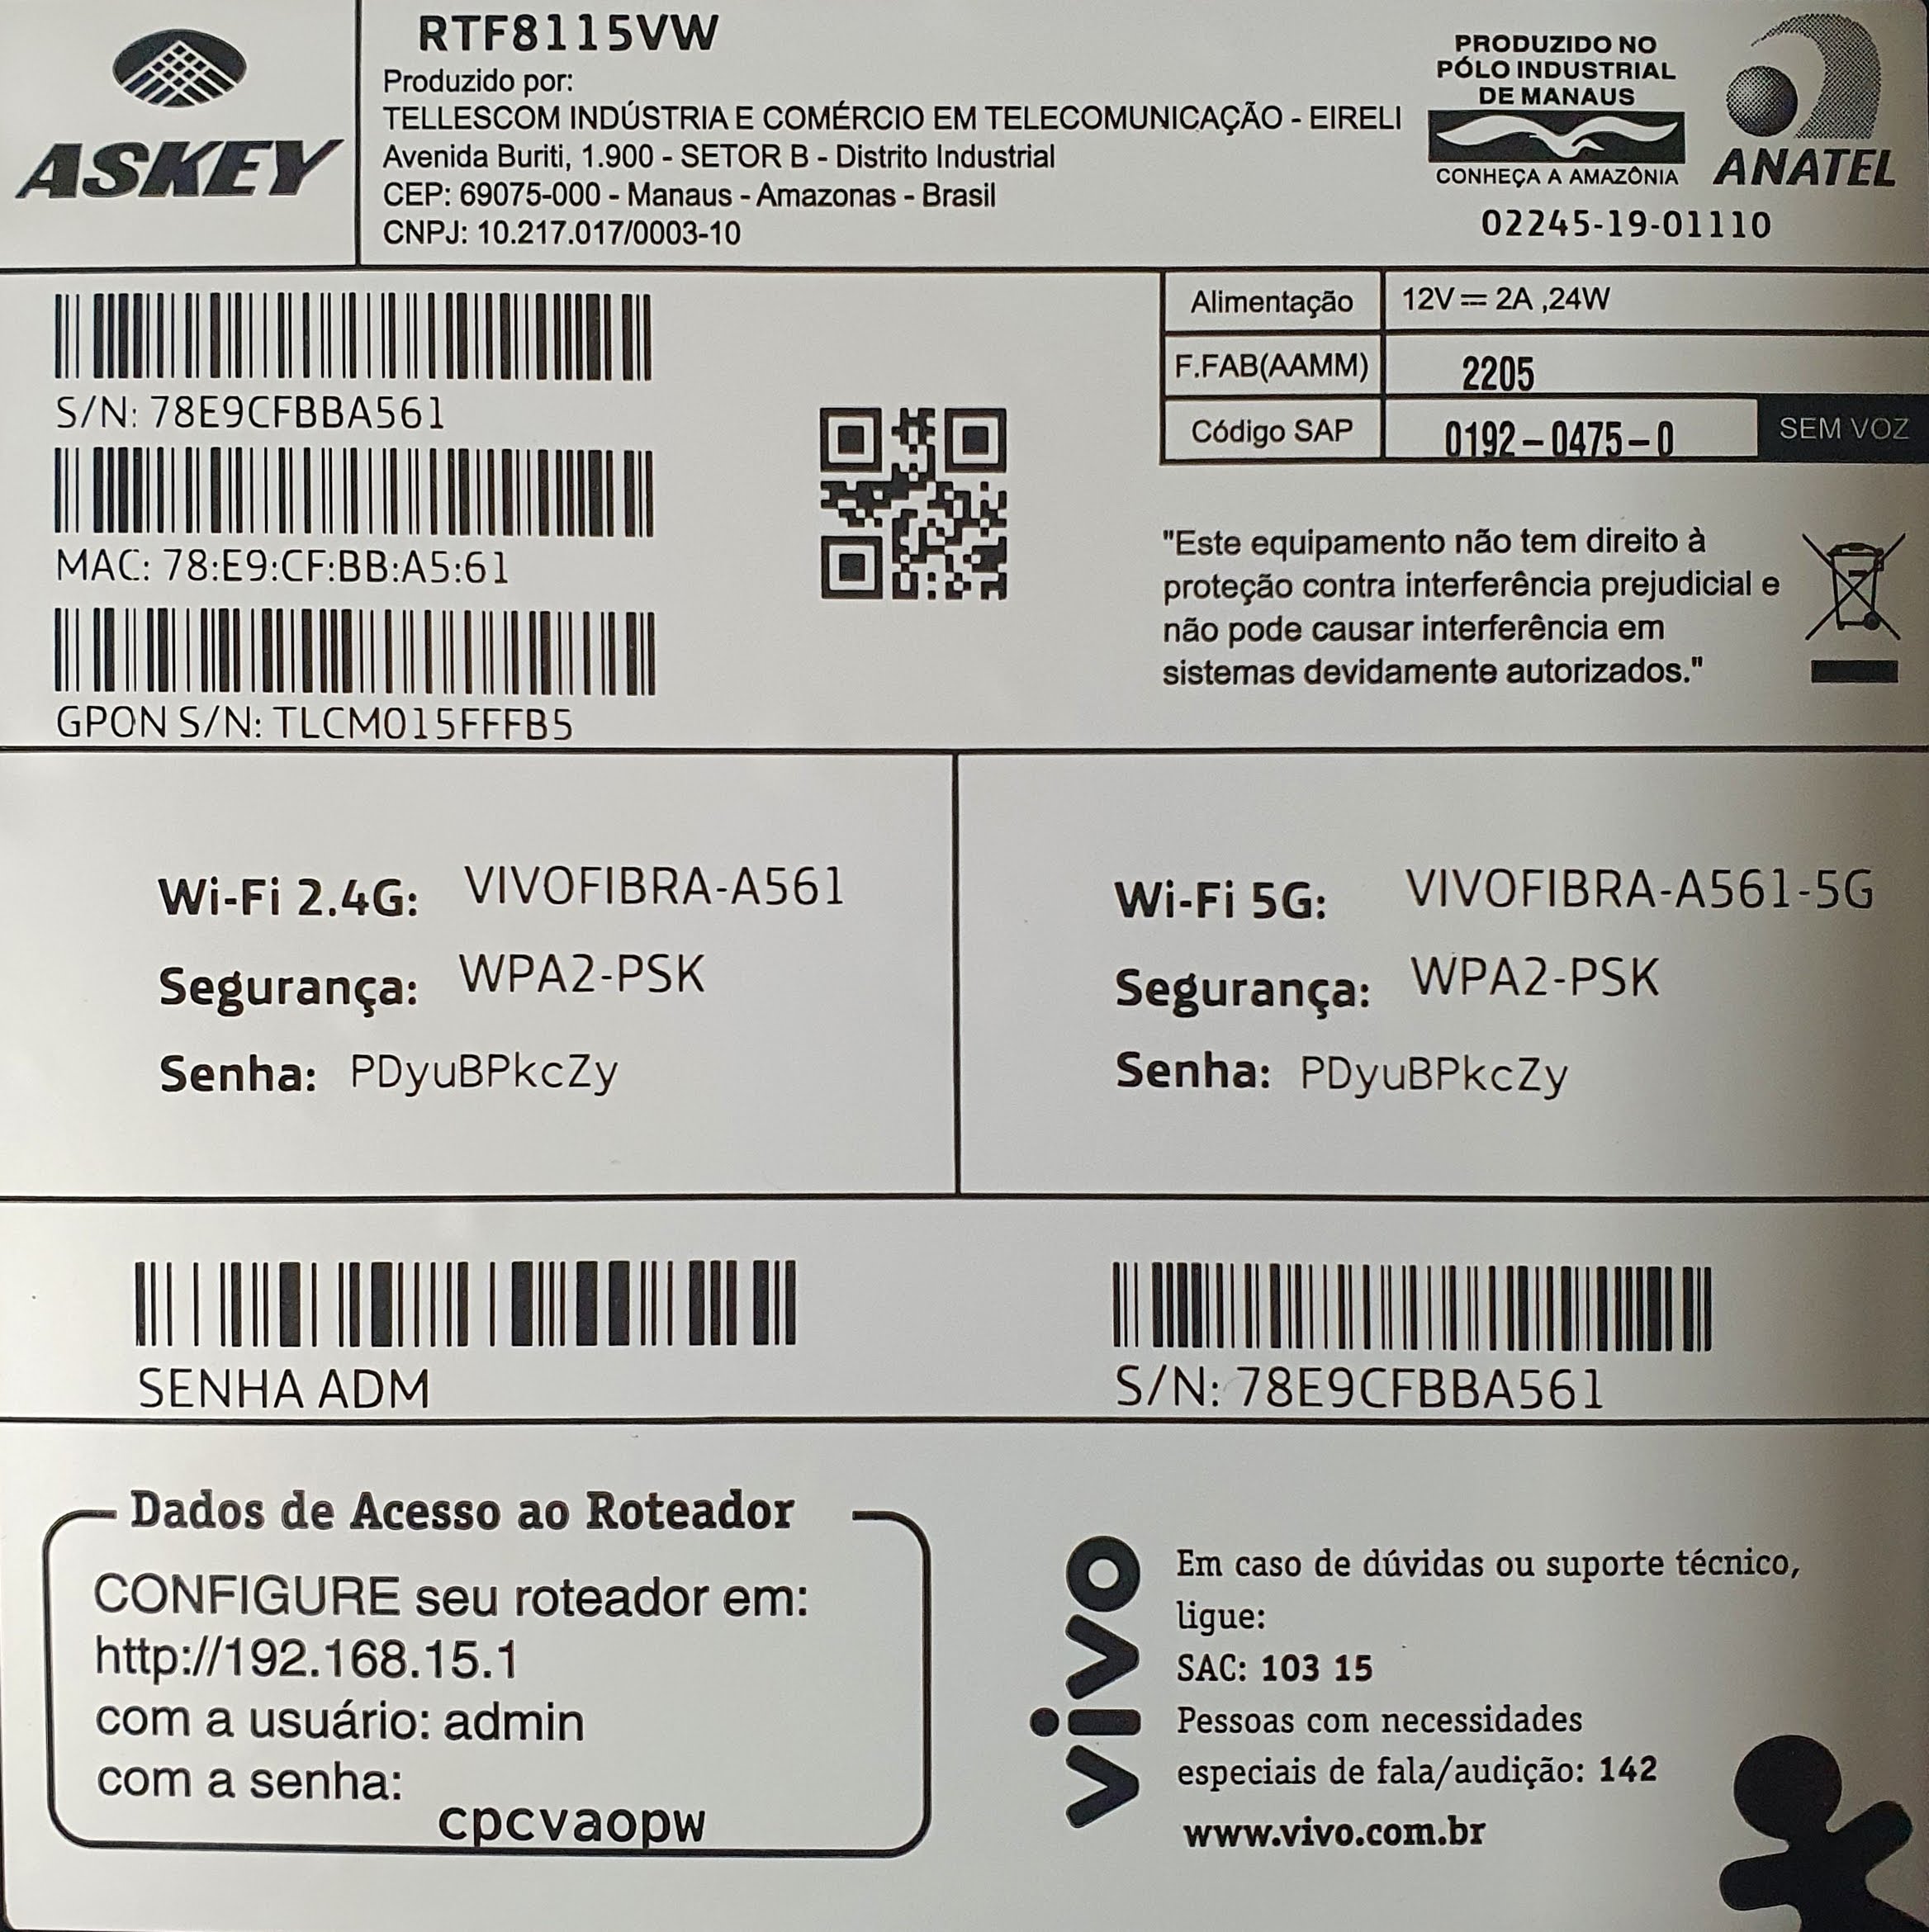 ASKEY
RTF8115VW
Produzido por:
TELLESCOM INDÚSTRIA E COMÉRCIO EM TELECOMUNICAÇÃO - EIRELI
Avenida Buriti, 1.900 - SETOR B - Distrito Industrial
CEP: 69075-000 - Manaus - Amazonas - Brasil
CNPJ: 10.217.017/0003-10
PRODUZIDO NO
PÓLO INDUSTRIAL
DE MANAUS
CONHEÇA A AMAZÔNIA
ANATEL
02245-19-01110
S/N: 78E9CFBBA561
MAC: 78:E9:CF:BB:A5:61
GPON S/N: TLCM015FFFB5
Alimentação 12V⎓2A ,24W
F.FAB(AAMM) 2205
Código SAP 0192-0475-0 SEM VOZ
"Este equipamento não tem direito à
proteção contra interferência prejudicial e
não pode causar interferência em
sistemas devidamente autorizados."
Wi-Fi 2.4G: VIVOFIBRA-A561
Segurança: WPA2-PSK
Senha: PDyuBPkcZy
Wi-Fi 5G: VIVOFIBRA-A561-5G
Segurança: WPA2-PSK
Senha: PDyuBPkcZy
SENHA ADM
S/N: 78E9CFBBA561
Dados de Acesso ao Roteador
CONFIGURE seu roteador em:
http://192.168.15.1
com a usuário: admin
com a senha:
cpcvaopw
vivo
Em caso de dúvidas ou suporte técnico,
ligue:
SAC: 103 15
Pessoas com necessidades
especiais de fala/audição: 142
www.vivo.com.br